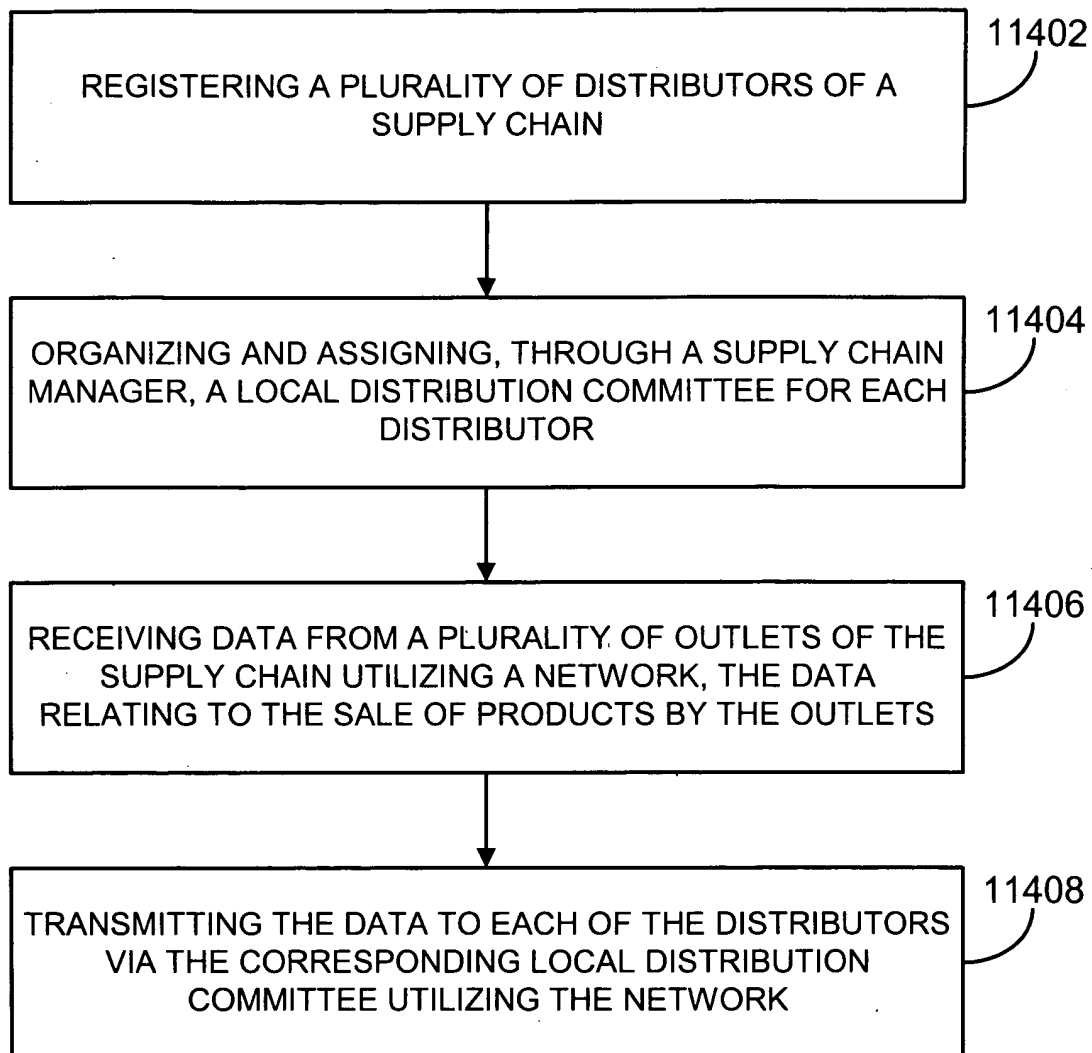 11402
REGISTERING A PLURALITY OF DISTRIBUTORS OF A
SUPPLY CHAIN
11404
ORGANIZING AND ASSIGNING, THROUGH A SUPPLY CHAIN
MANAGER, A LOCAL DISTRIBUTION COMMITTEE FOR EACH
DISTRIBUTOR
11406
RECEIVING DATA FROM A PLURALITY OF OUTLETS OF THE
SUPPLY CHAIN UTILIZING A NETWORK, THE DATA
RELATING TO THE SALE OF PRODUCTS BY THE OUTLETS
11408
TRANSMITTING THE DATA TO EACH OF THE DISTRIBUTORS
VIA THE CORRESPONDING LOCAL DISTRIBUTION
COMMITTEE UTILIZING THE NETWORK